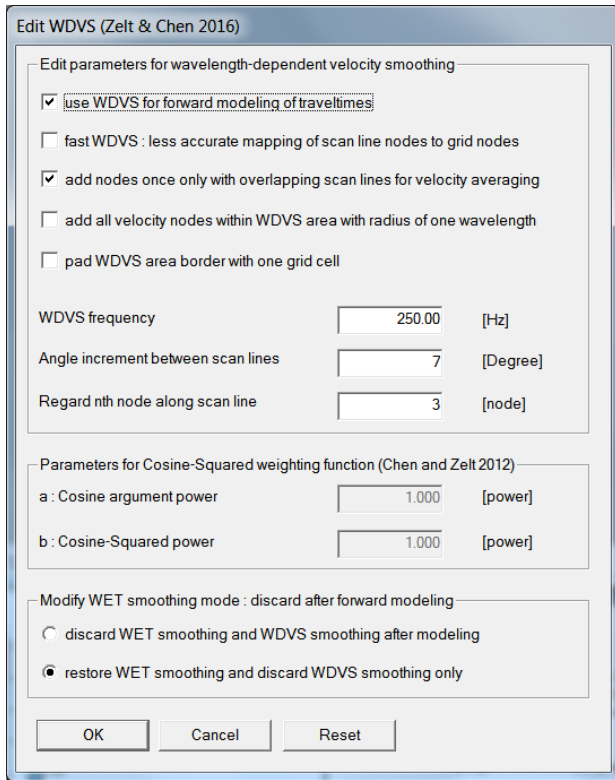 Edit WDVS (Zelt & Chen 2016)
Edit parameters for wavelength-dependent velocity smoothing
use WDVS for forward modeling of traveltimes
fast WDVS : less accurate mapping of scan line nodes to grid nodes
add nodes once only with overlapping scan lines for velocity averaging
add all velocity nodes within WDVS area with radius of one wavelength
pad WDVS area border with one grid cell
WDVS frequency 250.00 [Hz]
Angle increment between scan lines 7 [Degree]
Regard nth node along scan line 3 [node]
Parameters for Cosine-Squared weighting function (Chen and Zelt 2012)
a : Cosine argument power 1.000 [power]
b : Cosine-Squared power 1.000 [power]
Modify WET smoothing mode : discard after forward modeling
discard WET smoothing and WDVS smoothing after modeling
restore WET smoothing and discard WDVS smoothing only
OK Cancel Reset